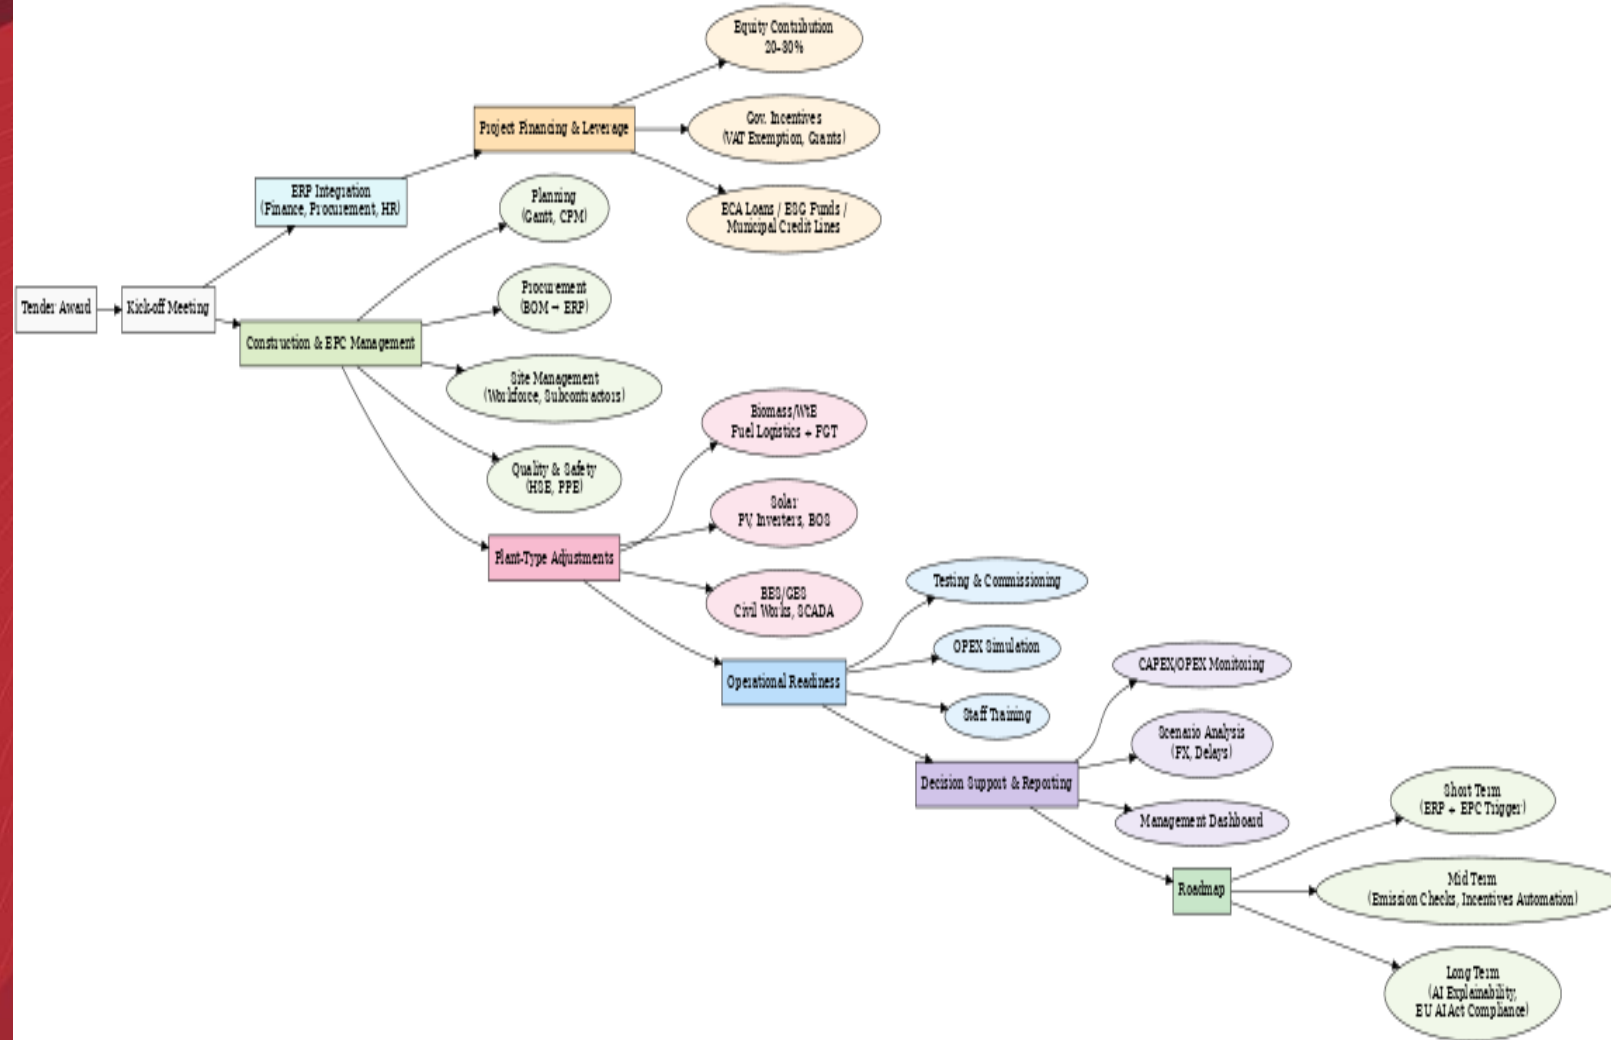 Equity Contribution
20–30%
Project Financing & Leverage
Gov. Incentives
(VAT Exemption, Grants)
ERP Integration
(Finance, Procurement, HR)
Planning
(Gantt, CPM)
ECA Loans / ESG Funds /
Municipal Credit Lines
Tender Award
Kick-off Meeting
Procurement
(BOM → ERP)
Construction & EPC Management
Site Management
(Workforce, Subcontractors)
Biomass/WtE
Fuel Logistics + FGT
Quality & Safety
(HSE, PPE)
Solar
PV, Inverters, BOS
Plant-Type Adjustments
BES/GES
Civil Works, SCADA
Testing & Commissioning
OPEX Simulation
Operational Readiness
Staff Training
CAPEX/OPEX Monitoring
Scenario Analysis
(FX, Delays)
Decision Support & Reporting
Management Dashboard
Short Term
(ERP + EPC Trigger)
Roadmap
Mid Term
(Emission Checks, Incentives Automation)
Long Term
(AI Explainability,
EU AI Act Compliance)